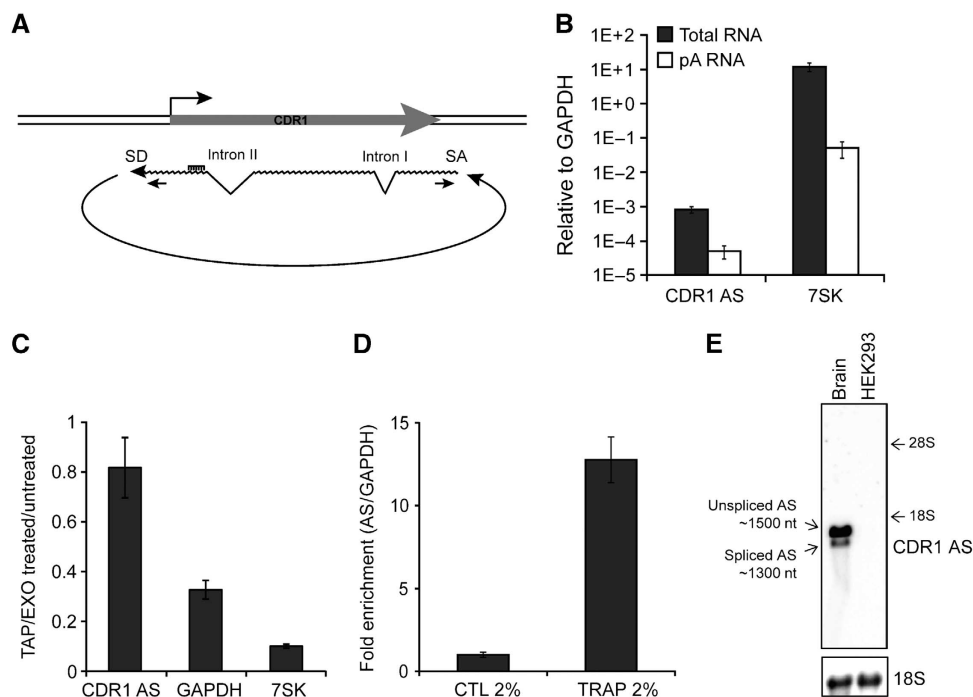 A
CDR1
SD
Intron II
Intron I
SA
B
Total RNA
pA RNA
Relative to GAPDH
1E+2
1E+1
1E+0
1E−1
1E−2
1E−3
1E−4
1E−5
CDR1 AS
7SK
C
TAP/EXO treated/untreated
1
0.8
0.6
0.4
0.2
0
CDR1 AS
GAPDH
7SK
D
Fold enrichment (AS/GAPDH)
15
10
5
0
CTL 2%
TRAP 2%
E
Brain
HEK293
28S
18S
Unspliced AS
~1500 nt
CDR1 AS
Spliced AS
~1300 nt
18S